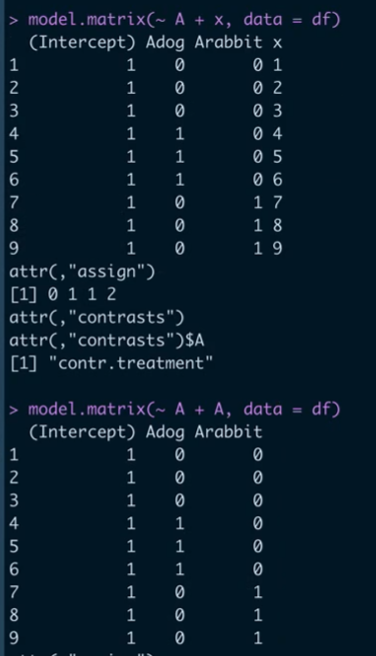 > model.matrix(~ A + x, data = df)
(Intercept) Adog Arabbit x
1 1 0 0 1
2 1 0 0 2
3 1 0 0 3
4 1 1 0 4
5 1 1 0 5
6 1 1 0 6
7 1 0 1 7
8 1 0 1 8
9 1 0 1 9
attr(,"assign")
[1] 0 1 1 2
attr(,"contrasts")
attr(,"contrasts")$A
[1] "contr.treatment"
> model.matrix(~ A + A, data = df)
(Intercept) Adog Arabbit
1 1 0 0
2 1 0 0
3 1 0 0
4 1 1 0
5 1 1 0
6 1 1 0
7 1 0 1
8 1 0 1
9 1 0 1